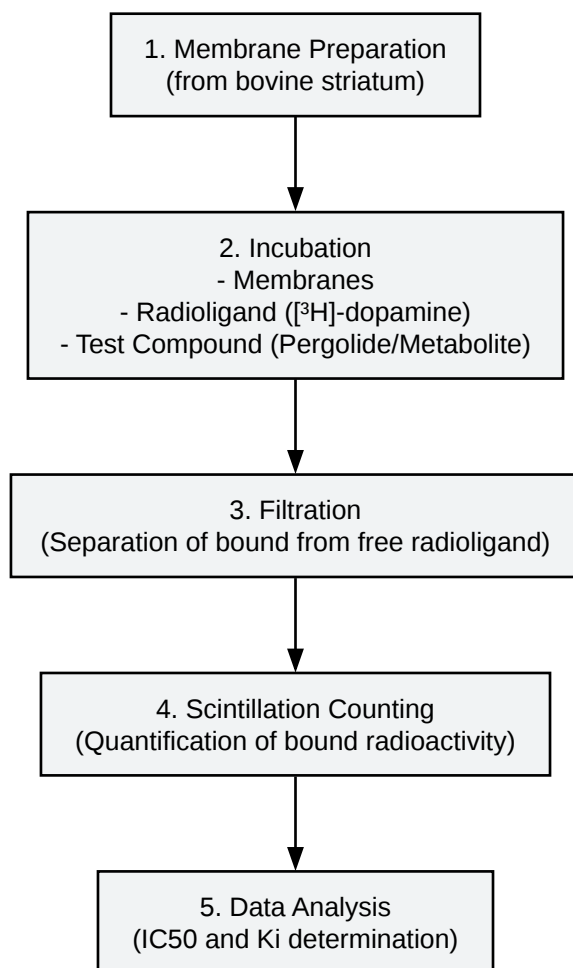 1. Membrane Preparation
(from bovine striatum)
2. Incubation
- Membranes
- Radioligand ([³H]-dopamine)
- Test Compound (Pergolide/Metabolite)
3. Filtration
(Separation of bound from free radioligand)
4. Scintillation Counting
(Quantification of bound radioactivity)
5. Data Analysis
(IC50 and Ki determination)